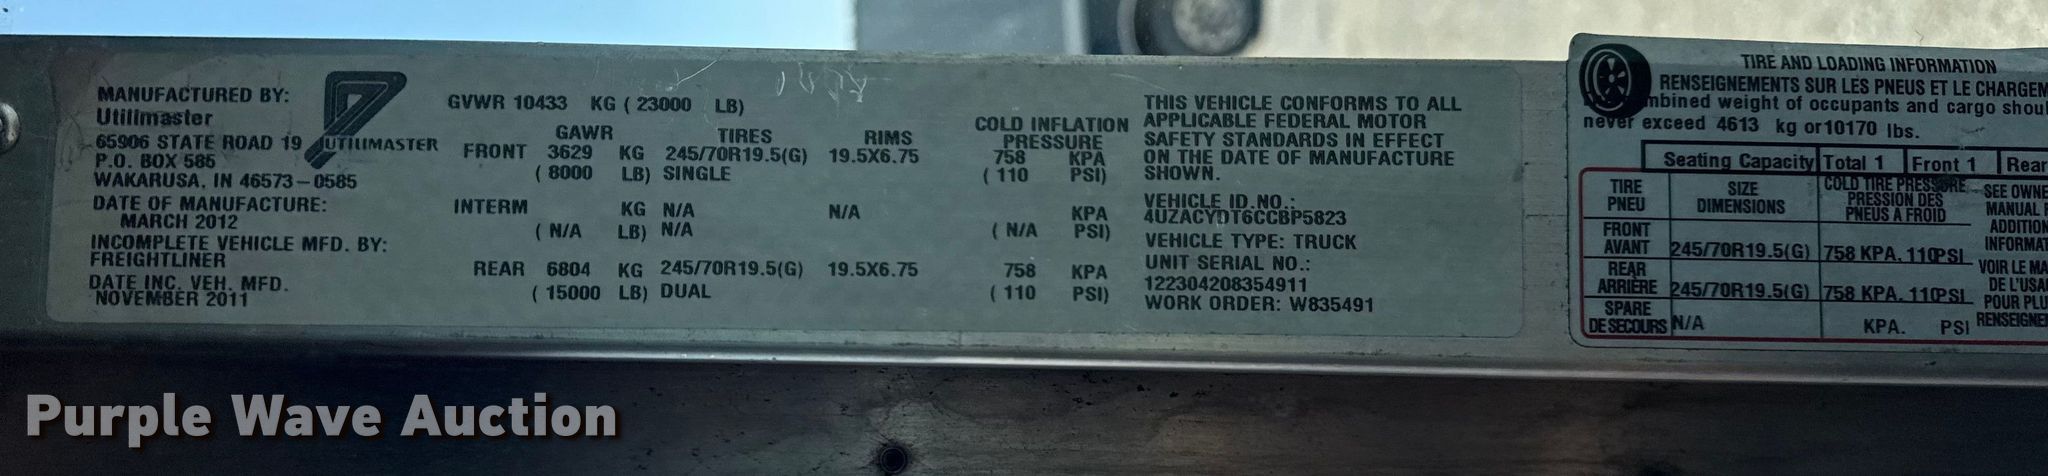 MANUFACTURED BY:
Utilimaster
65906 STATE ROAD 19
P.O. BOX 585
WAKARUSA, IN 46573-0585
DATE OF MANUFACTURE:
MARCH 2012
INCOMPLETE VEHICLE MFD. BY:
FREIGHTLINER
DATE INC. VEH. MFD.
NOVEMBER 2011
UTILIMASTER
GVWR 10433 KG ( 23000 LB)
GAWR TIRES RIMS COLD INFLATION PRESSURE
FRONT 3629 KG 245/70R19.5(G) 19.5X6.75 758 KPA
( 8000 LB) SINGLE ( 110 PSI)
INTERM KG N/A N/A KPA
( N/A LB) N/A ( N/A PSI)
REAR 6804 KG 245/70R19.5(G) 19.5X6.75 758 KPA
( 15000 LB) DUAL ( 110 PSI)
THIS VEHICLE CONFORMS TO ALL
APPLICABLE FEDERAL MOTOR
SAFETY STANDARDS IN EFFECT
ON THE DATE OF MANUFACTURE
SHOWN.
VEHICLE ID.NO.:
4UZACYDT6CCBP5823
VEHICLE TYPE: TRUCK
UNIT SERIAL NO.:
122304208354911
WORK ORDER: W835491
TIRE AND LOADING INFORMATION
RENSEIGNEMENTS SUR LES PNEUS ET LE CHARGEM
mbined weight of occupants and cargo shoul
never exceed 4613 kg or 10170 lbs.
Seating Capacity Total 1 Front 1 Rear
TIRE PNEU SIZE DIMENSIONS COLD TIRE PRESSURE PRESSION DES PNEUS A FROID
FRONT AVANT 245/70R19.5(G) 758 KPA. 110PSI
REAR ARRIÈRE 245/70R19.5(G) 758 KPA. 110PSI
SPARE DE SECOURS N/A KPA. PSI
SEE OWNE
MANUAL F
ADDITION
INFORMAT
VOIR LE MA
DE L'USA
POUR PLU
RENSEIGNE
Purple Wave Auction